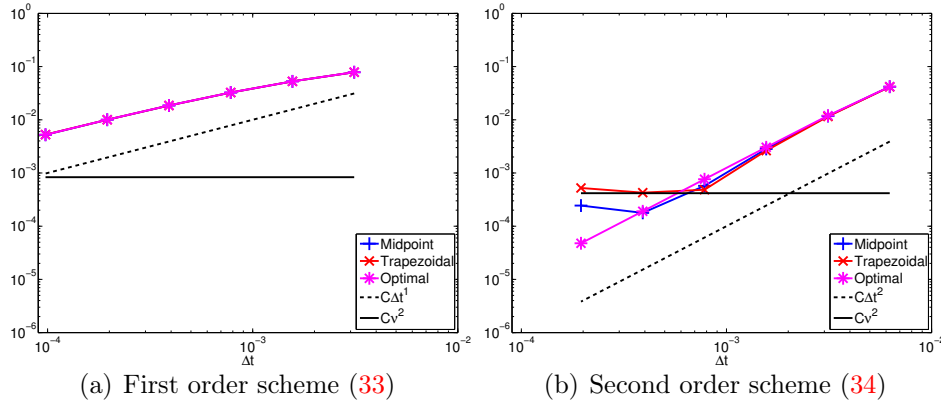 10^0
10^-1
10^-2
10^-3
10^-4
10^-5
10^-6
10^-4
10^-3
10^-2
Δt
Midpoint
Trapezoidal
Optimal
CΔt^1
Cν^2
(a) First order scheme (33)
10^0
10^-1
10^-2
10^-3
10^-4
10^-5
10^-6
10^-4
10^-3
10^-2
Δt
Midpoint
Trapezoidal
Optimal
CΔt^2
Cν^2
(b) Second order scheme (34)